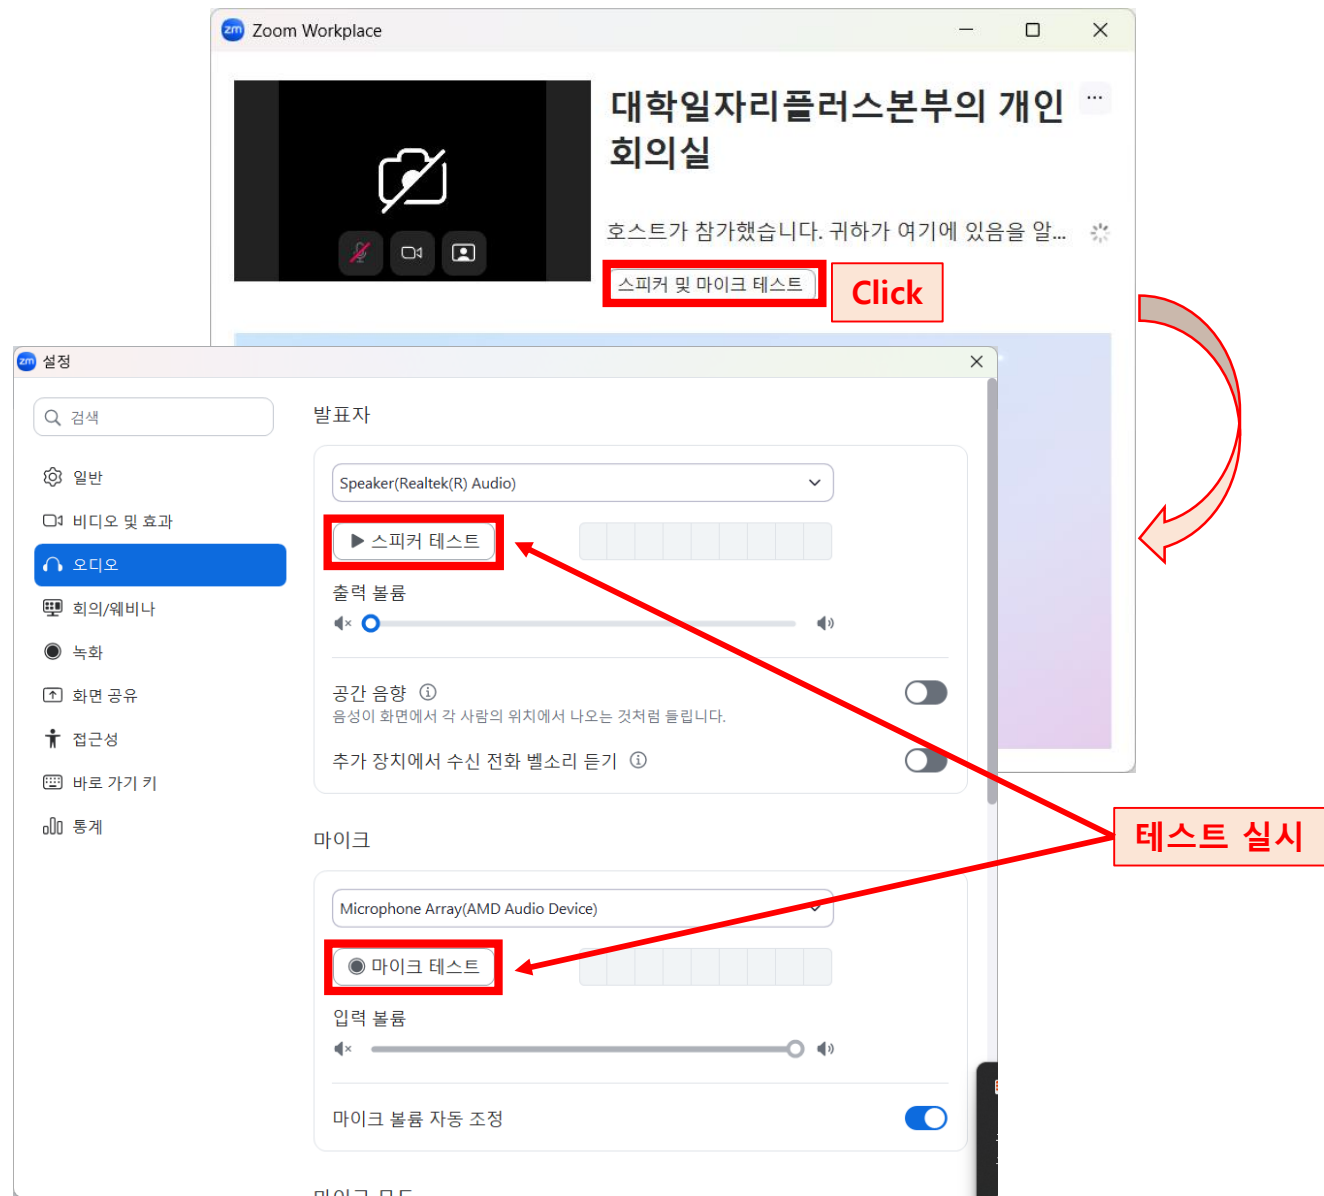 zm Zoom Workplace
대학일자리플러스본부의 개인
회의실
호스트가 참가했습니다. 귀하가 여기에 있음을 알...
스피커 및 마이크 테스트
Click
zm 설정
검색
일반
비디오 및 효과
오디오
회의/웨비나
녹화
화면 공유
접근성
바로 가기 키
통계
발표자
Speaker(Realtek(R) Audio)
스피커 테스트
출력 볼륨
공간 음향
음성이 화면에서 각 사람의 위치에서 나오는 것처럼 들립니다.
추가 장치에서 수신 전화 벨소리 듣기
테스트 실시
마이크
Microphone Array(AMD Audio Device)
마이크 테스트
입력 볼륨
마이크 볼륨 자동 조정